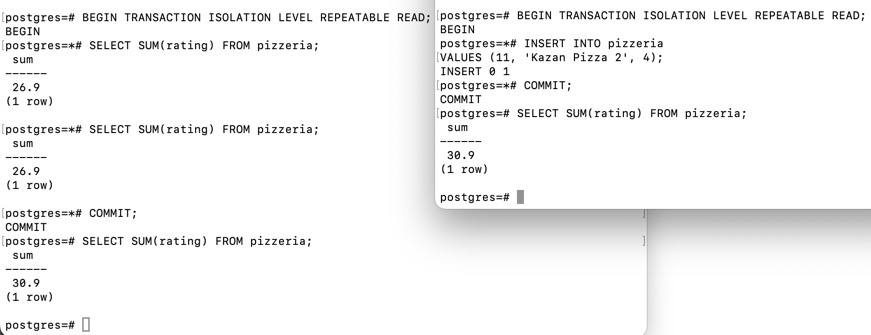 [postgres=# BEGIN TRANSACTION ISOLATION LEVEL REPEATABLE READ;
BEGIN
[postgres=*# SELECT SUM(rating) FROM pizzeria;
sum
------
26.9
(1 row)
[postgres=*# SELECT SUM(rating) FROM pizzeria;
sum
------
26.9
(1 row)
[postgres=*# COMMIT; ]
COMMIT
[postgres=# SELECT SUM(rating) FROM pizzeria; ]
sum
------
30.9
(1 row)
postgres=#
[postgres=# BEGIN TRANSACTION ISOLATION LEVEL REPEATABLE READ;
BEGIN
postgres=*# INSERT INTO pizzeria
[VALUES (11, 'Kazan Pizza 2', 4);
INSERT 0 1
[postgres=*# COMMIT;
COMMIT
[postgres=# SELECT SUM(rating) FROM pizzeria;
sum
------
30.9
(1 row)
postgres=#